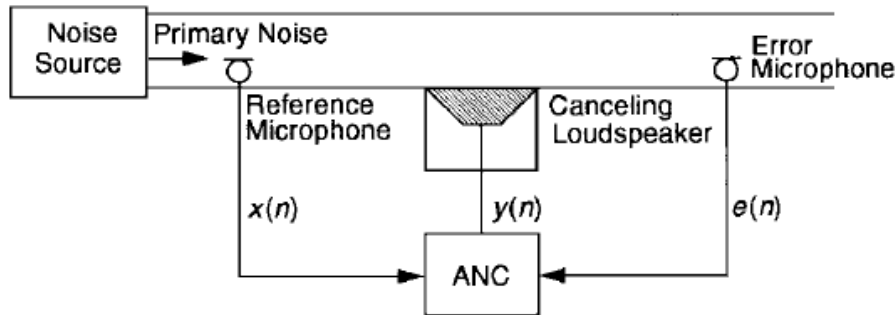 Noise
Source
Primary Noise
Error
Microphone
Reference
Microphone
Canceling
Loudspeaker
x(n)
y(n)
e(n)
ANC